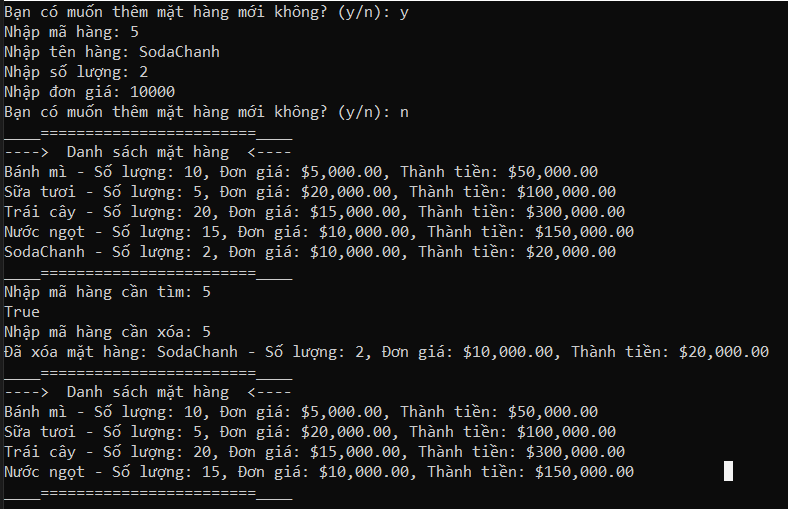 Bạn có muốn thêm mặt hàng mới không? (y/n): y
Nhập mã hàng: 5
Nhập tên hàng: SodaChanh
Nhập số lượng: 2
Nhập đơn giá: 10000
Bạn có muốn thêm mặt hàng mới không? (y/n): n
____========================____
----> Danh sách mặt hàng <----
Bánh mì - Số lượng: 10, Đơn giá: $5,000.00, Thành tiền: $50,000.00
Sữa tươi - Số lượng: 5, Đơn giá: $20,000.00, Thành tiền: $100,000.00
Trái cây - Số lượng: 20, Đơn giá: $15,000.00, Thành tiền: $300,000.00
Nước ngọt - Số lượng: 15, Đơn giá: $10,000.00, Thành tiền: $150,000.00
SodaChanh - Số lượng: 2, Đơn giá: $10,000.00, Thành tiền: $20,000.00
____========================____
Nhập mã hàng cần tìm: 5
True
Nhập mã hàng cần xóa: 5
Đã xóa mặt hàng: SodaChanh - Số lượng: 2, Đơn giá: $10,000.00, Thành tiền: $20,000.00
____========================____
----> Danh sách mặt hàng <----
Bánh mì - Số lượng: 10, Đơn giá: $5,000.00, Thành tiền: $50,000.00
Sữa tươi - Số lượng: 5, Đơn giá: $20,000.00, Thành tiền: $100,000.00
Trái cây - Số lượng: 20, Đơn giá: $15,000.00, Thành tiền: $300,000.00
Nước ngọt - Số lượng: 15, Đơn giá: $10,000.00, Thành tiền: $150,000.00
____========================____